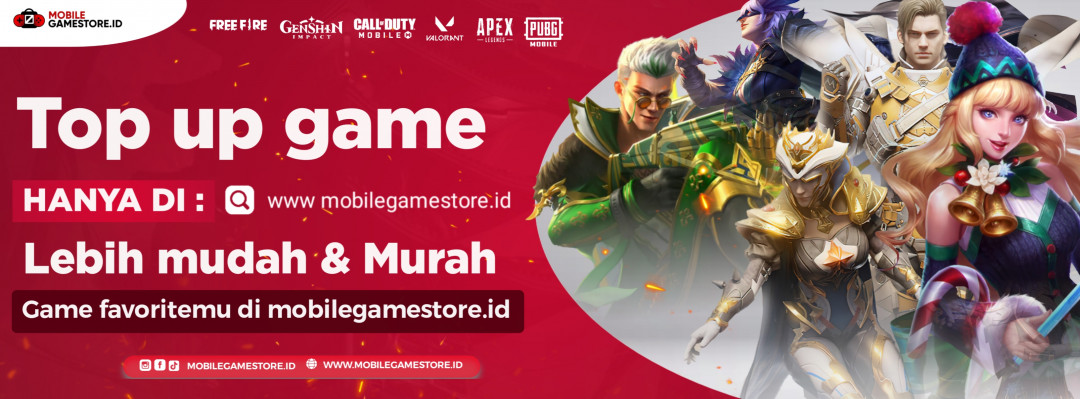 MOBILE
GAMESTORE.ID
FREE FIRE
GENSHIN
IMPACT
CALL OF DUTY
MOBILE
VALORANT
APEX
LEGENDS
PUBG
MOBILE
Top up game
HANYA DI :
www mobilegamestore.id
Lebih mudah & Murah
Game favoritemu di mobilegamestore.id
MOBILEGAMESTORE.ID
WWW.MOBILEGAMESTORE.ID